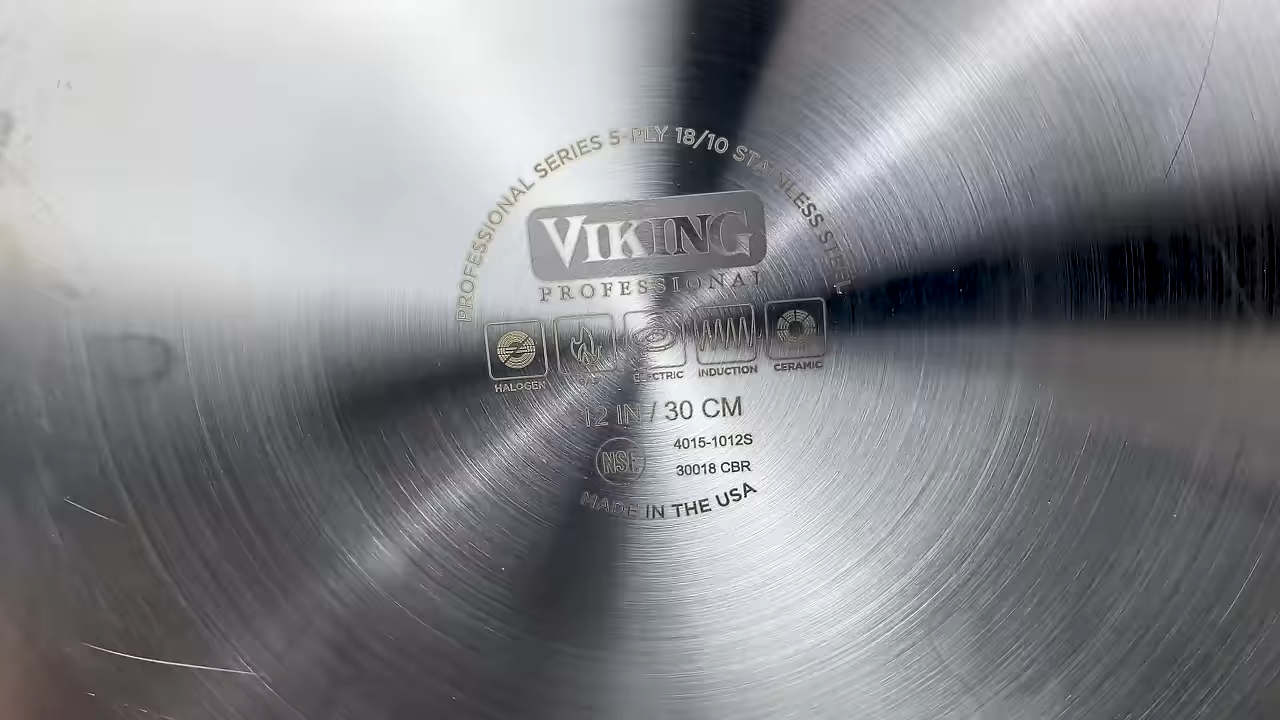 PROFESSIONAL SERIES 5-PLY 18/10 STAINLESS STEEL
VIKING
PROFESSIONAL
HALOGEN GAS ELECTRIC INDUCTION CERAMIC
12 IN / 30 CM
NSF. 4015-1012S
30018 CBR
MADE IN THE USA